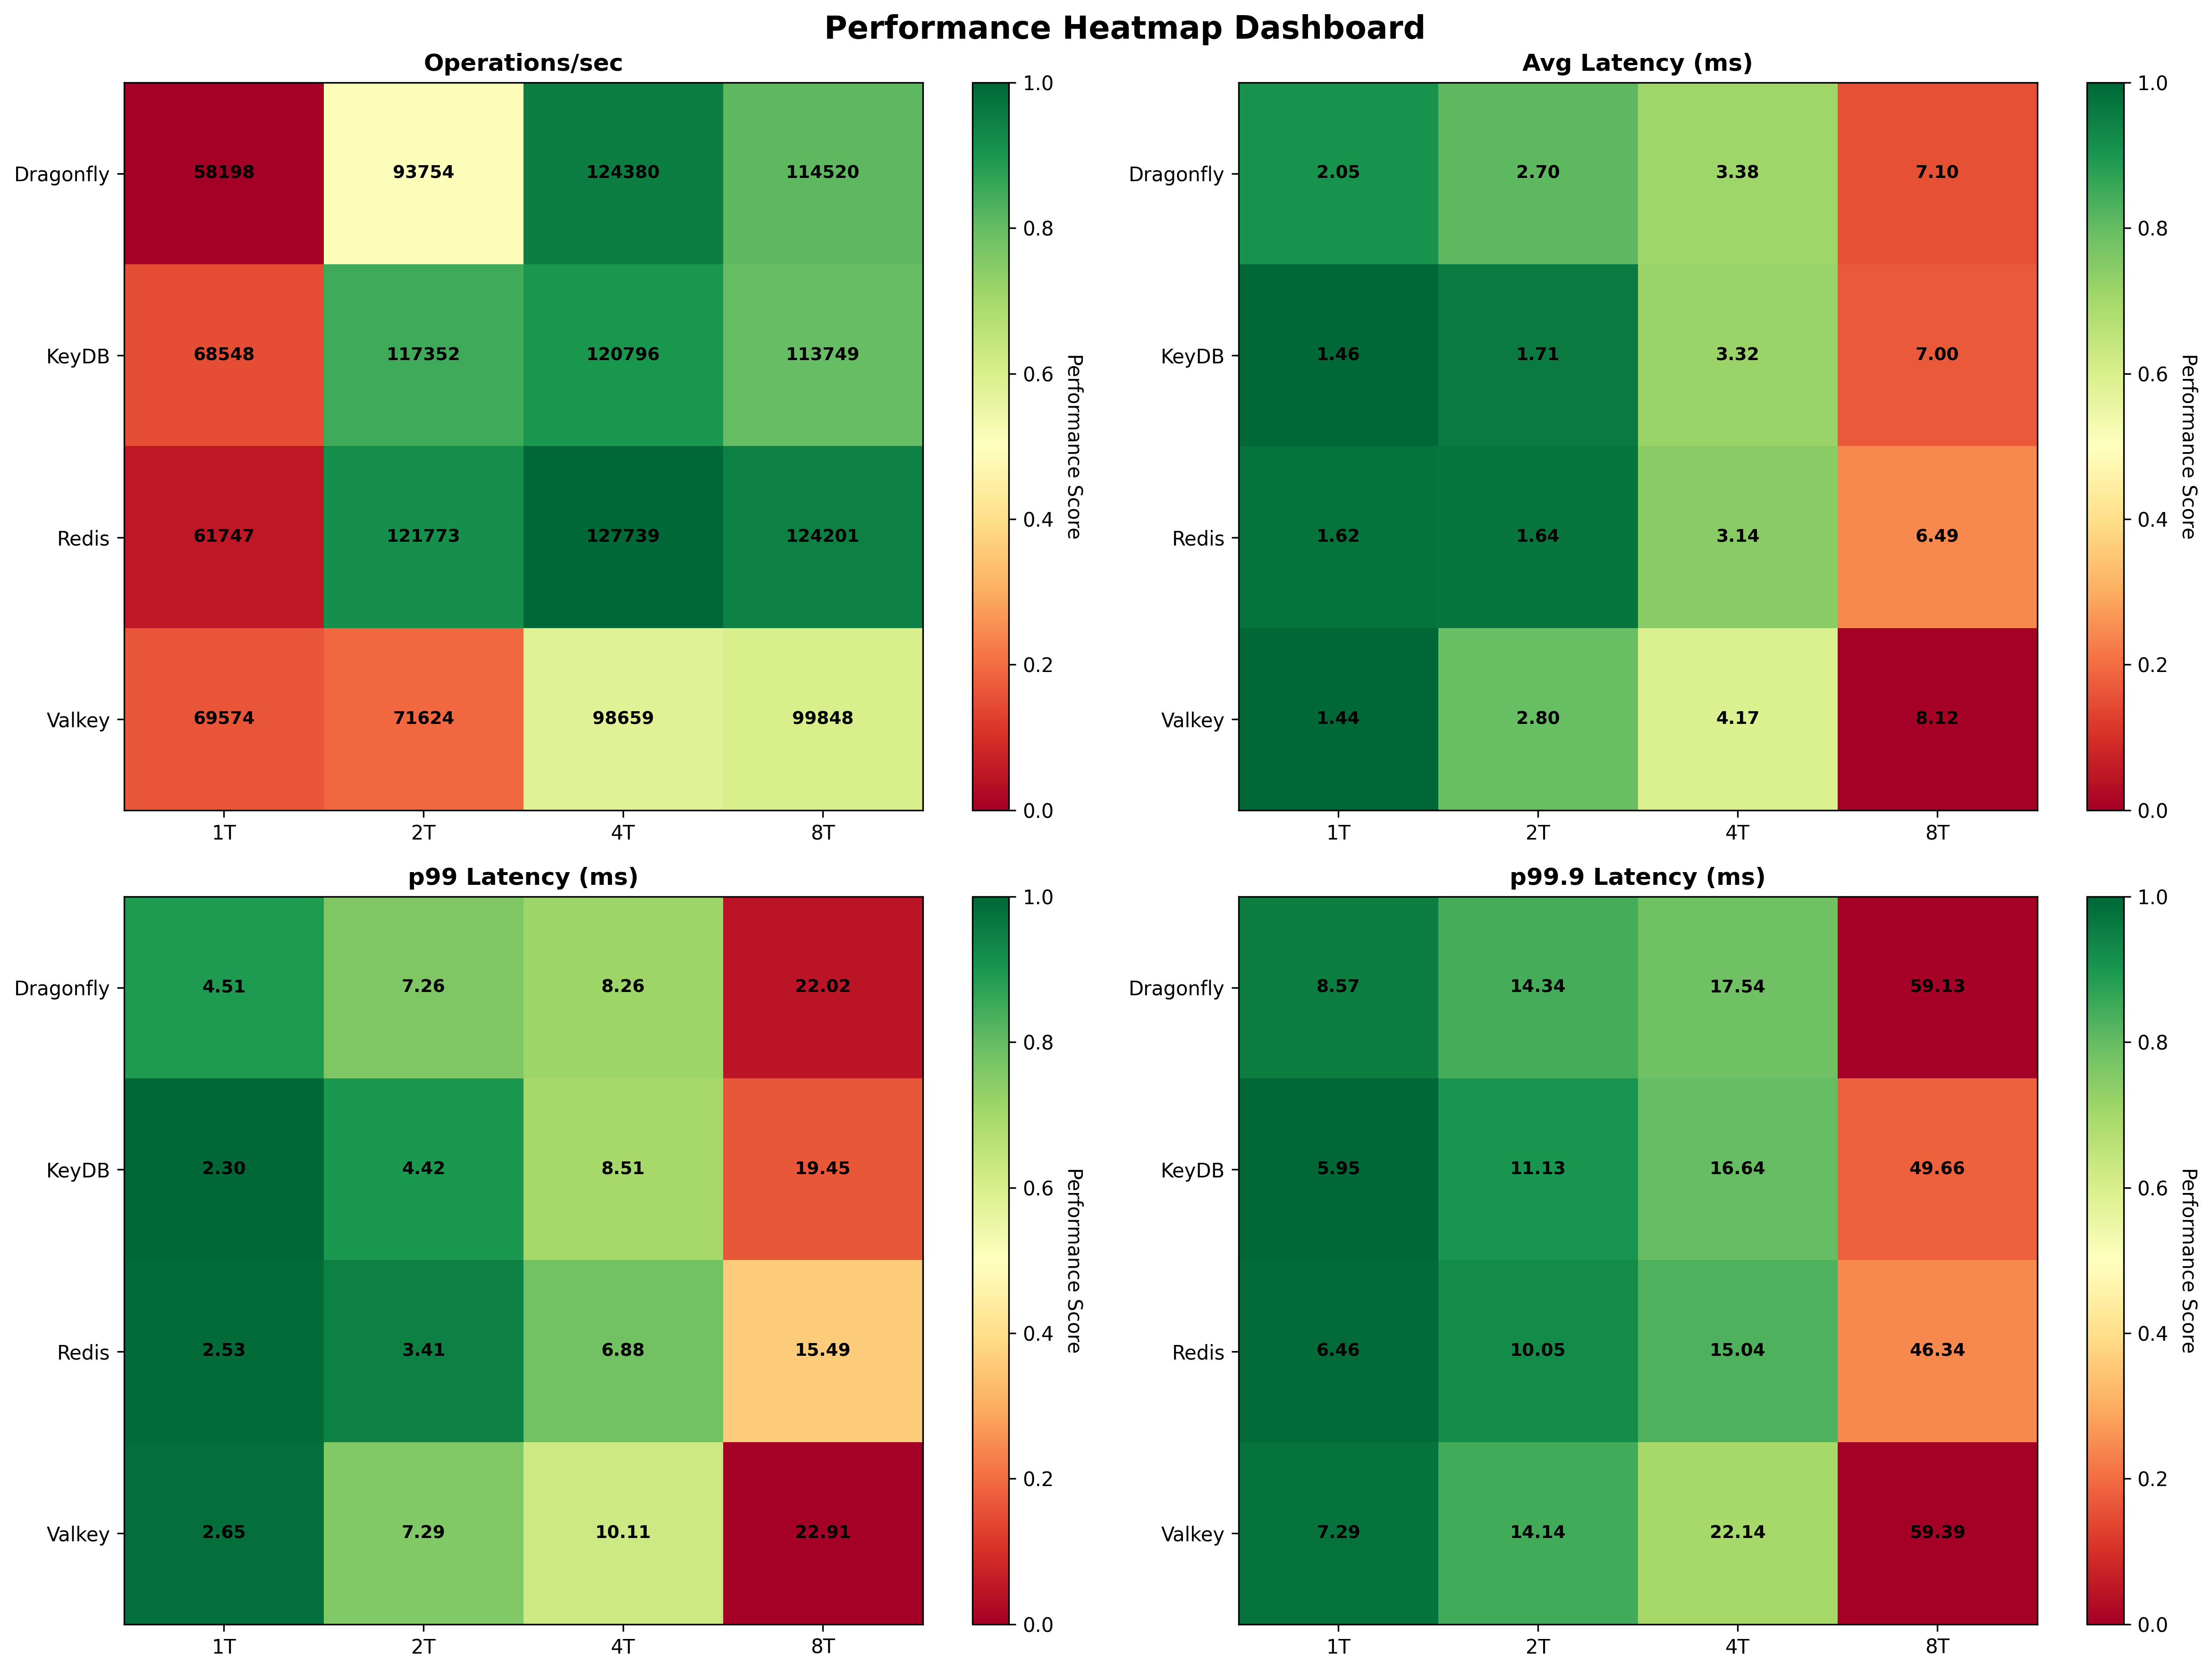 Performance Heatmap Dashboard
Operations/sec
Dragonfly 58198 93754 124380 114520
KeyDB 68548 117352 120796 113749
Redis 61747 121773 127739 124201
Valkey 69574 71624 98659 99848
1T 2T 4T 8T
1.0
0.8
0.6
0.4
0.2
0.0
Performance Score
Avg Latency (ms)
Dragonfly 2.05 2.70 3.38 7.10
KeyDB 1.46 1.71 3.32 7.00
Redis 1.62 1.64 3.14 6.49
Valkey 1.44 2.80 4.17 8.12
1T 2T 4T 8T
1.0
0.8
0.6
0.4
0.2
0.0
Performance Score
p99 Latency (ms)
Dragonfly 4.51 7.26 8.26 22.02
KeyDB 2.30 4.42 8.51 19.45
Redis 2.53 3.41 6.88 15.49
Valkey 2.65 7.29 10.11 22.91
1T 2T 4T 8T
1.0
0.8
0.6
0.4
0.2
0.0
Performance Score
p99.9 Latency (ms)
Dragonfly 8.57 14.34 17.54 59.13
KeyDB 5.95 11.13 16.64 49.66
Redis 6.46 10.05 15.04 46.34
Valkey 7.29 14.14 22.14 59.39
1T 2T 4T 8T
1.0
0.8
0.6
0.4
0.2
0.0
Performance Score